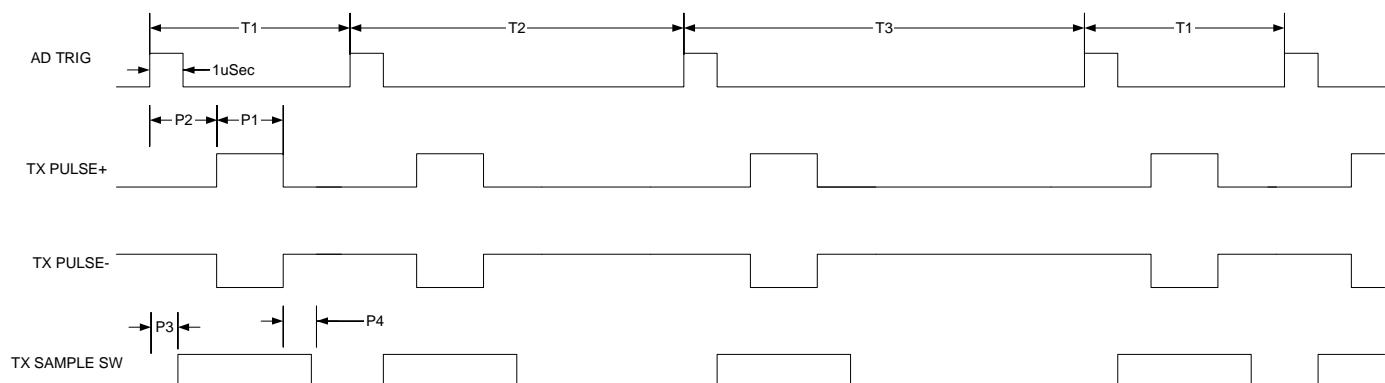 T1 T2 T3 T1
AD TRIG
1uSec
P2 P1
TX PULSE+
TX PULSE-
P3 P4
TX SAMPLE SW